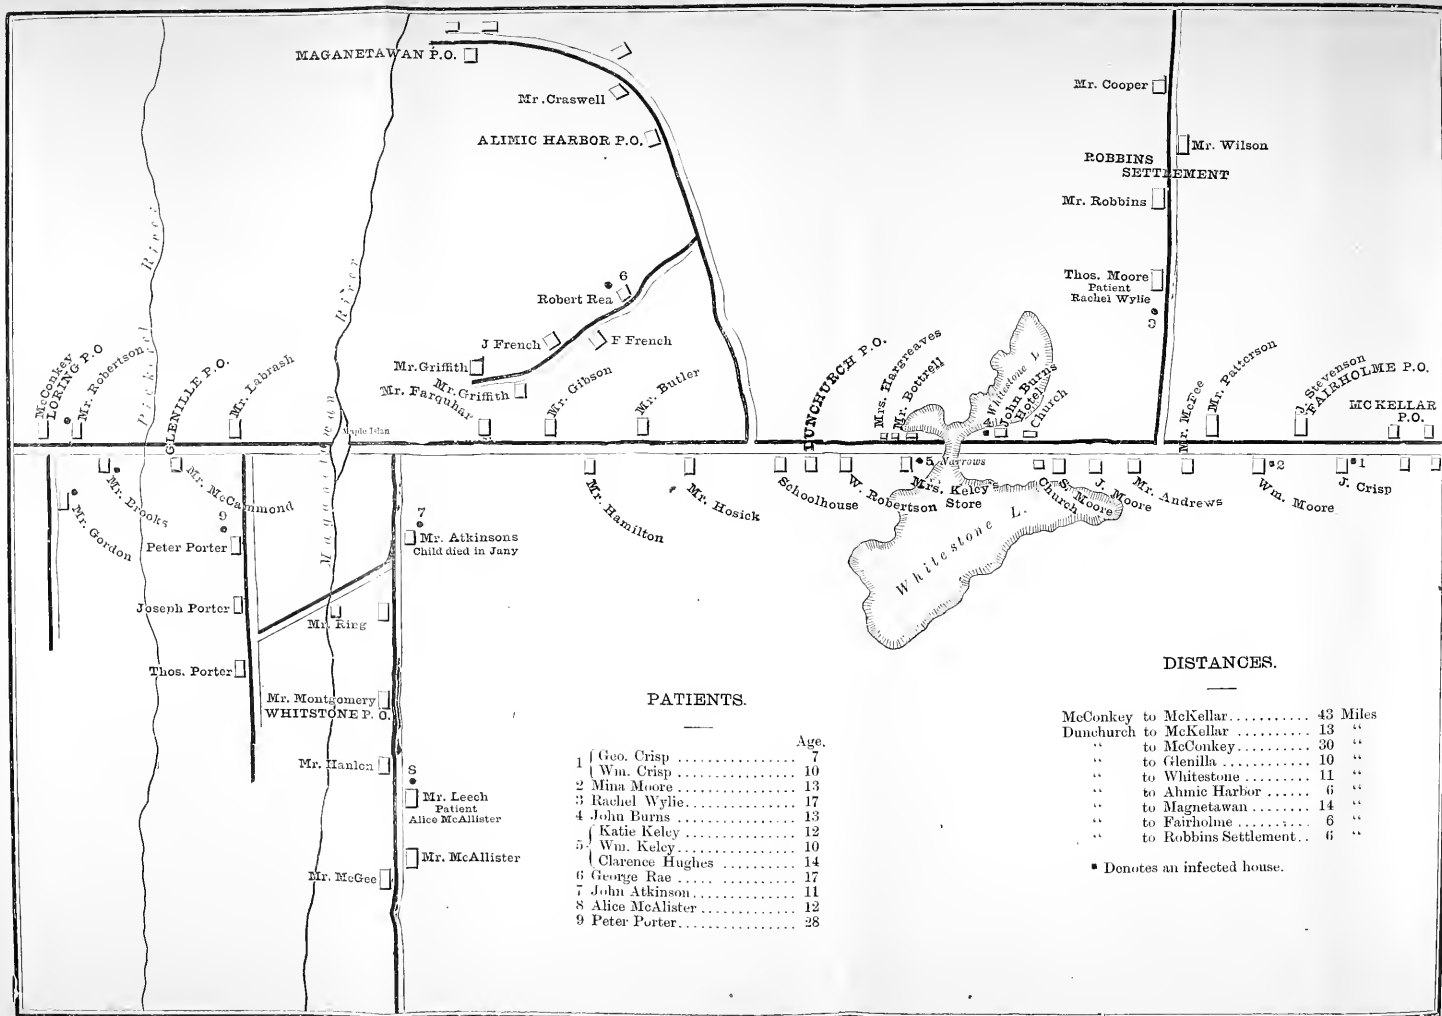 MAGANETAWAN P.O.
Mr. Craswell
ALIMIC HARBOR P.O.
Mr. Cooper
Mr. Wilson
ROBBINS
SETTLEMENT
Mr. Robbins
Thos. Moore
Patient
Rachel Wylie
3
6
Robert Rea
J French
F French
Mr. Griffith
Mr. Griffith
Mr. Farquhar
Mr. Gibson
Mr. Butler
McConkey
LORING P.O
Mr. Robertson
Pickerel River
GLENILLE P.O.
Mr. Labrash
Magnetawan River
Maple Islan
DUNCHURCH P.O.
Mrs. Hargreaves
Mr. Bottrell
Whitestone L
4
John Burns
Hotel
Church
Mr. McFee
Mr. Patterson
J. Stevenson
FAIRHOLME P.O.
MCKELLAR
P.O.
Mr. Gordon
Mr. Brooks
Mr. McCammond
Mr. Hamilton
Mr. Hosick
Schoolhouse
W. Robertson
5
Narrows
Mrs. Kelcy
Store
Church
S. Moore
J. Moore
Mr. Andrews
2
Wm. Moore
1
J. Crisp
Whitestone L.
9
Peter Porter
Joseph Porter
Thos. Porter
7
Mr. Atkinsons
Child died in Jany
Magnetawan
Mr. Ring
Mr. Montgomery
WHITSTONE P.O.
Mr. Hanlen
8
Mr. Leech
Patient
Alice McAllister
Mr. McAllister
Mr. McGee
PATIENTS.
Age.
1 { Geo. Crisp ............... 7
{ Wm. Crisp ............... 10
2 Mina Moore ............... 13
3 Rachel Wylie............... 17
4 John Burns ............... 13
5 { Katie Kelcy ............... 12
{ Wm. Kelcy ............... 10
{ Clarence Hughes .......... 14
6 George Rae ............... 17
7 John Atkinson............... 11
8 Alice McAlister ............ 12
9 Peter Porter............... 28
DISTANCES.
McConkey to McKellar........... 43 Miles
Dunchurch to McKellar ........... 13 “
“ to McConkey........... 30 “
“ to Glenilla ........... 10 “
“ to Whitestone ........ 11 “
“ to Ahmic Harbor ...... 6 “
“ to Magnetawan ........ 14 “
“ to Fairholme ......... 6 “
“ to Robbins Settlement.. 6 “
• Denotes an infected house.